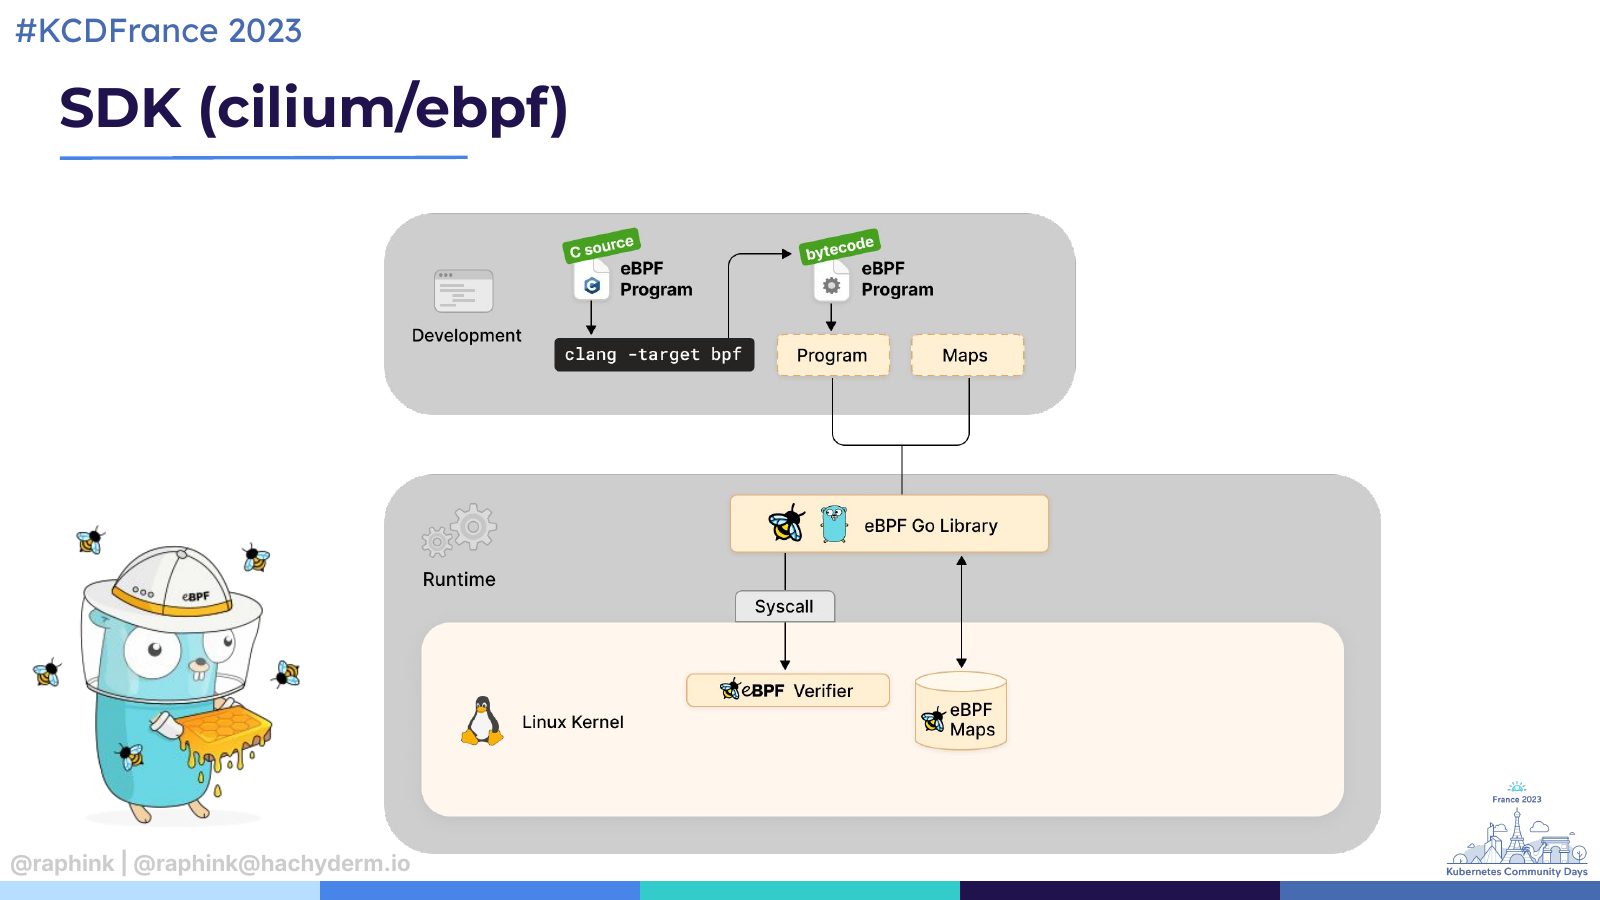 #KCDFrance 2023
SDK (cilium/ebpf)
C source
eBPF
Program
bytecode
eBPF
Program
Development
clang -target bpf
Program
Maps
eBPF Go Library
Runtime
Syscall
eBPF
eBPF Verifier
Linux Kernel
eBPF
Maps
France 2023
Kubernetes Community Days
@raphink | @raphink@hachyderm.io